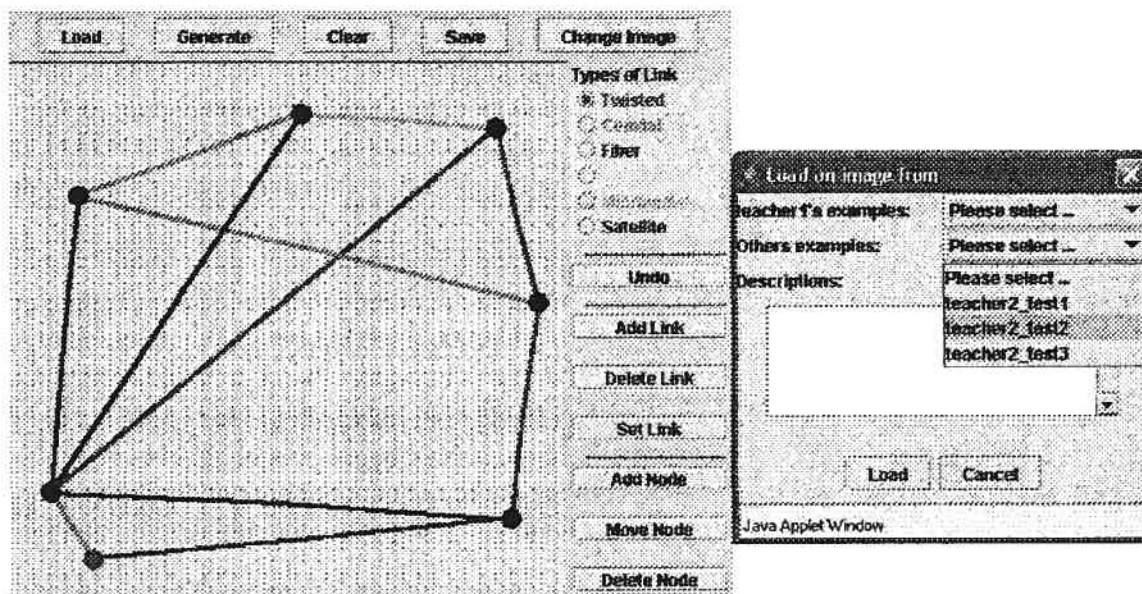 Load Generate Clear Save Change Image
Types of Link
Twisted
Fiber
Satellite
Undo
Add Link
Delete Link
Set Link
Add Node
Move Node
Delete Node
Load an image from
teacher1's examples: Please select ...
Others examples: Please select ...
Descriptions: Please select ...
teacher2_test1
teacher2_test2
teacher2_test3
Load Cancel
Java Applet Window